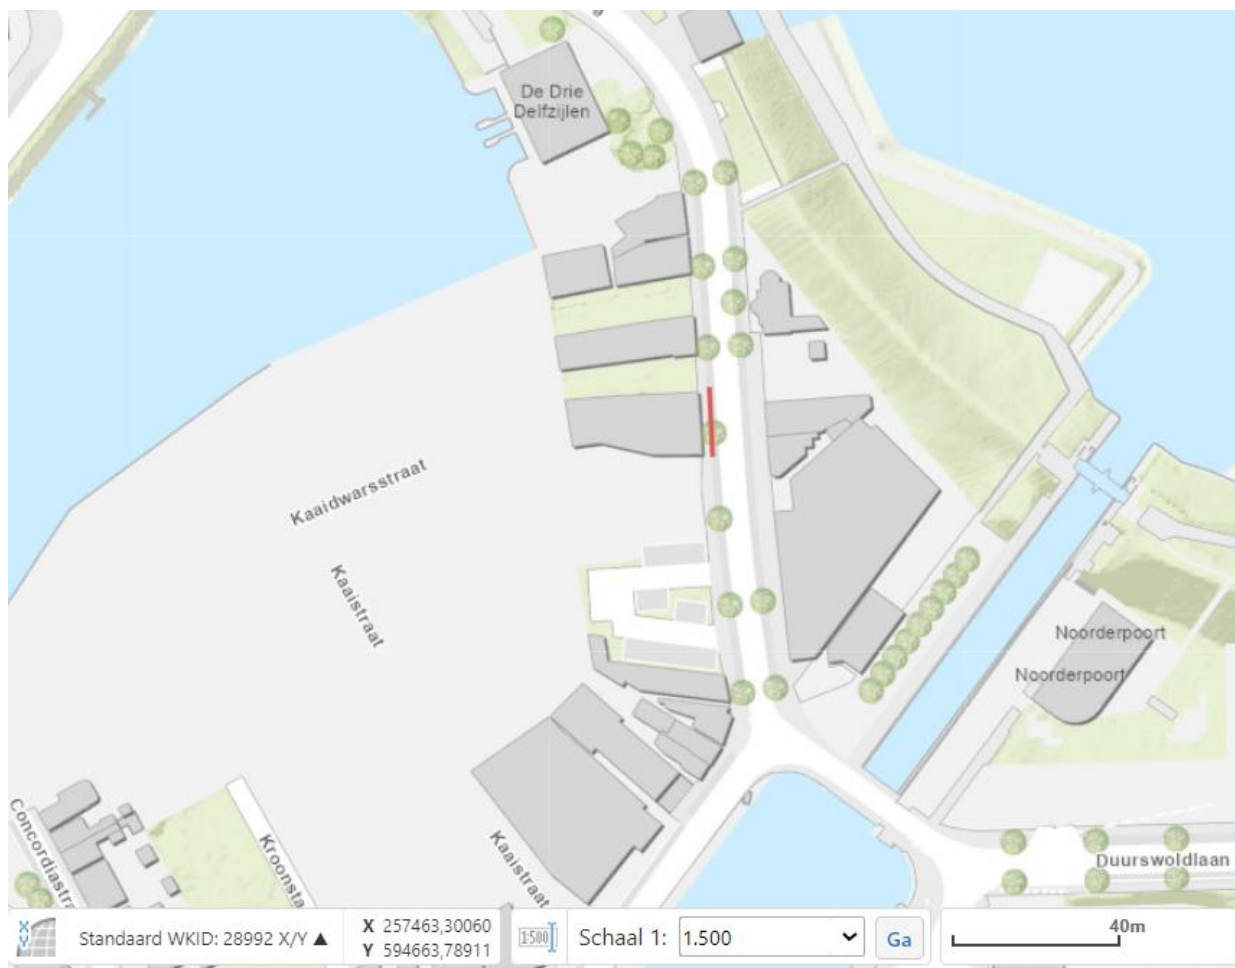 De Drie
Delfzijlen
Kaaidwarsstraat
Kaaistraat
Noorderpoort
Noorderpoort
Concordiastra
Kroonsta
Kaaistraat
Duurswoldlaan
X,Y
Standaard WKID: 28992 X/Y ▲
X 257463,30060
Y 594663,78911
1:500
Schaal 1:
1.500
Ga
40m